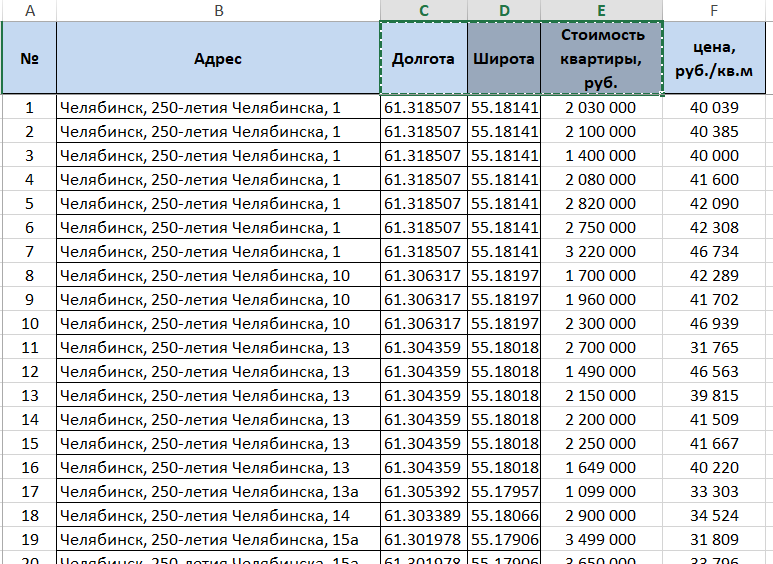 A B C D E F
№ Адрес Долгота Широта Стоимость квартиры, руб. цена, руб./кв.м
1 Челябинск, 250-летия Челябинска, 1 61.318507 55.18141 2 030 000 40 039
2 Челябинск, 250-летия Челябинска, 1 61.318507 55.18141 2 100 000 40 385
3 Челябинск, 250-летия Челябинска, 1 61.318507 55.18141 1 400 000 40 000
4 Челябинск, 250-летия Челябинска, 1 61.318507 55.18141 2 080 000 41 600
5 Челябинск, 250-летия Челябинска, 1 61.318507 55.18141 2 820 000 42 090
6 Челябинск, 250-летия Челябинска, 1 61.318507 55.18141 2 750 000 42 308
7 Челябинск, 250-летия Челябинска, 1 61.318507 55.18141 3 220 000 46 734
8 Челябинск, 250-летия Челябинска, 10 61.306317 55.18197 1 700 000 42 289
9 Челябинск, 250-летия Челябинска, 10 61.306317 55.18197 1 960 000 41 702
10 Челябинск, 250-летия Челябинска, 10 61.306317 55.18197 2 300 000 46 939
11 Челябинск, 250-летия Челябинска, 13 61.304359 55.18018 2 700 000 31 765
12 Челябинск, 250-летия Челябинска, 13 61.304359 55.18018 1 490 000 46 563
13 Челябинск, 250-летия Челябинска, 13 61.304359 55.18018 2 150 000 39 815
14 Челябинск, 250-летия Челябинска, 13 61.304359 55.18018 2 200 000 41 509
15 Челябинск, 250-летия Челябинска, 13 61.304359 55.18018 2 250 000 41 667
16 Челябинск, 250-летия Челябинска, 13 61.304359 55.18018 1 649 000 40 220
17 Челябинск, 250-летия Челябинска, 13а 61.305392 55.17957 1 099 000 33 303
18 Челябинск, 250-летия Челябинска, 14 61.303389 55.18066 2 900 000 34 524
19 Челябинск, 250-летия Челябинска, 15а 61.301978 55.17906 3 499 000 31 809
20 Челябинск, 250-летия Челябинска, 15а 61.301978 55.17906 3 650 000 33 796